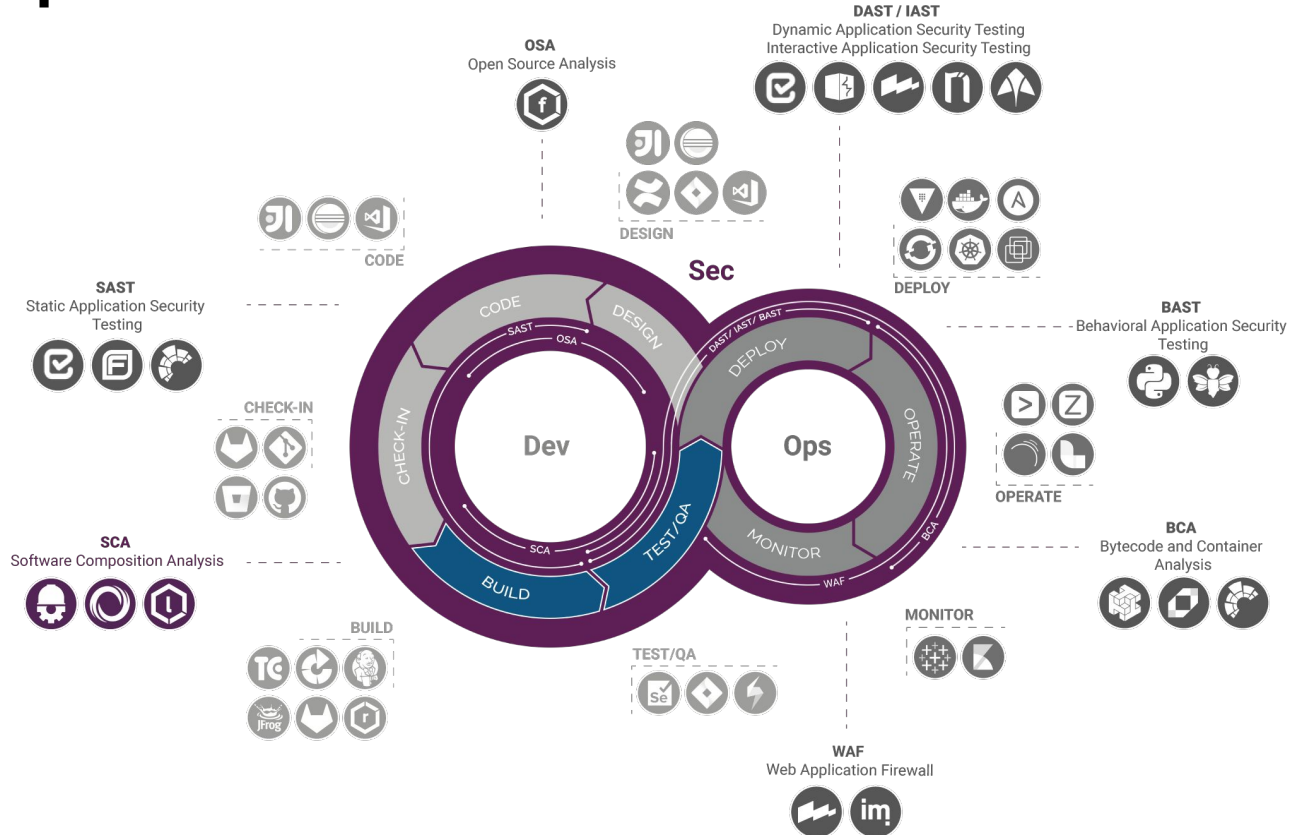 DAST / IAST
Dynamic Application Security Testing
Interactive Application Security Testing
OSA
Open Source Analysis
f
DESIGN
CODE
DEPLOY
Sec
SAST
Static Application Security
Testing
F
BAST
Behavioral Application Security
Testing
CODE
DESIGN
SAST
OSA
DAST/ IAST/ BAST
DEPLOY
CHECK-IN
CHECK-IN
Dev
Ops
OPERATE
Z
OPERATE
SCA
Software Composition Analysis
BCA
Bytecode and Container
Analysis
TEST/QA
MONITOR
SCA
BUILD
WAF
BCA
BUILD
TC
JFrog
r
TEST/QA
Se
MONITOR
WAF
Web Application Firewall
im